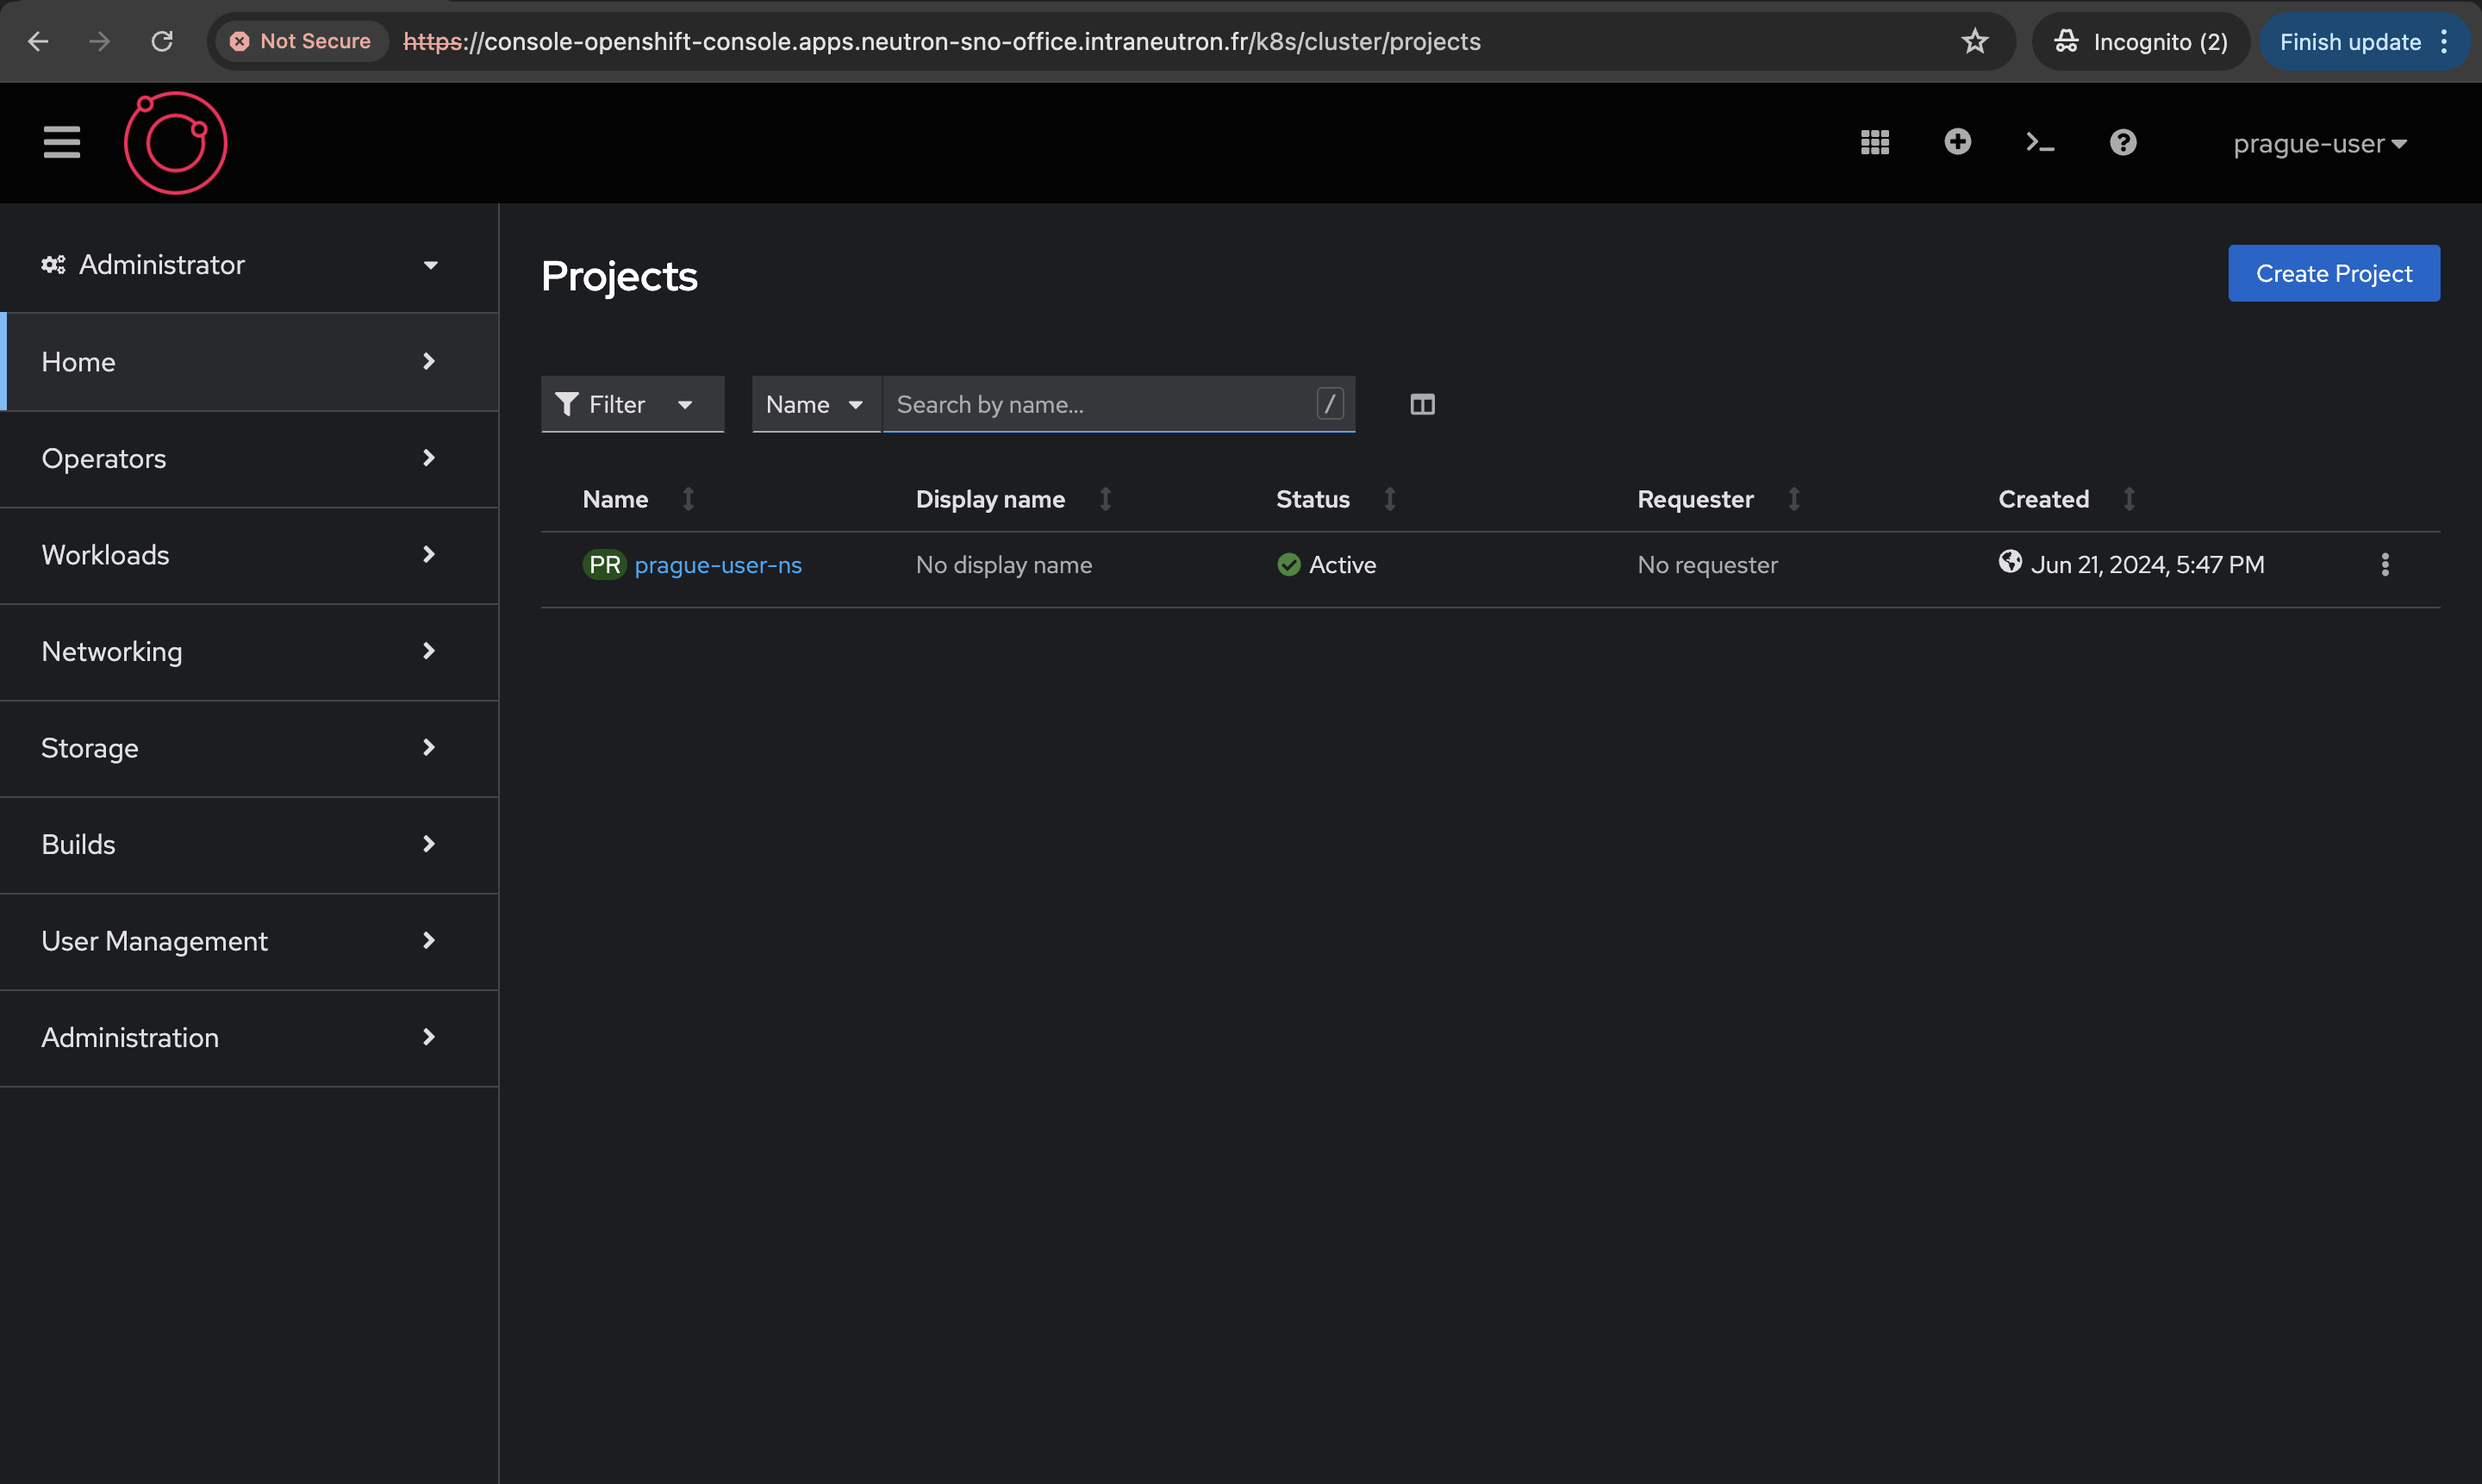 Not Secure https://console-openshift-console.apps.neutron-sno-office.intraneutron.fr/k8s/cluster/projects Incognito (2) Finish update
prague-user
Administrator
Home
Operators
Workloads
Networking
Storage
Builds
User Management
Administration
Projects
Create Project
Filter Name Search by name... /
Name Display name Status Requester Created
PR prague-user-ns No display name Active No requester Jun 21, 2024, 5:47 PM